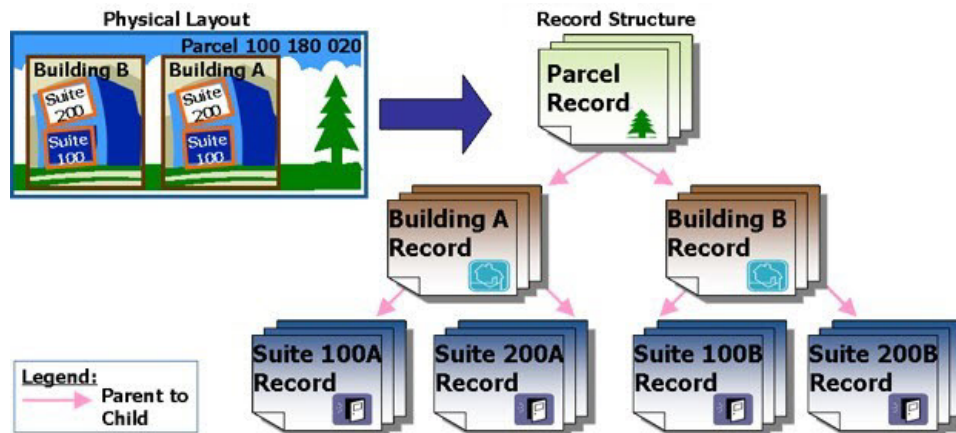 Physical Layout
Parcel 100 180 020
Building B
Building A
Suite
200
Suite
100
Suite
200
Suite
100
Record Structure
Parcel
Record
Building A
Record
Building B
Record
Suite 100A
Record
Suite 200A
Record
Suite 100B
Record
Suite 200B
Record
Legend:
Parent to
Child